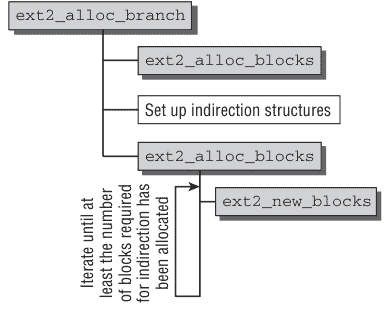 ext2_alloc_branch
ext2_alloc_blocks
Set up indirection structures
ext2_alloc_blocks
Iterate until at
least the number
of blocks required
for indirection has
been allocated
ext2_new_blocks